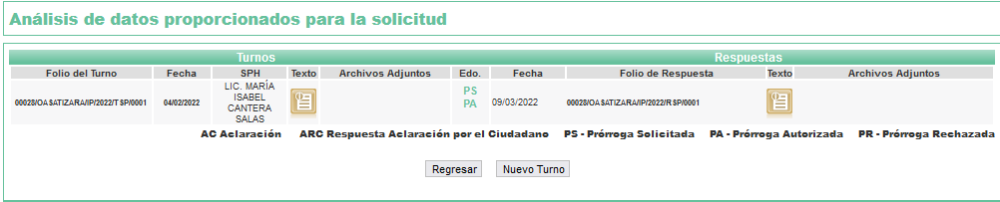 Análisis de datos proporcionados para la solicitud
Turnos Respuestas
Folio del Turno Fecha SPH Texto Archivos Adjuntos Edo. Fecha Folio de Respuesta Texto Archivos Adjuntos
00028/OASATIZARA/IP/2022/TSP/0001 04/02/2022 LIC. MARÍA ISABEL CANTERA SALAS PS PA 09/03/2022 00028/OASATIZARA/IP/2022/RSP/0001
AC Aclaración ARC Respuesta Aclaración por el Ciudadano PS - Prórroga Solicitada PA - Prórroga Autorizada PR - Prórroga Rechazada
Regresar Nuevo Turno